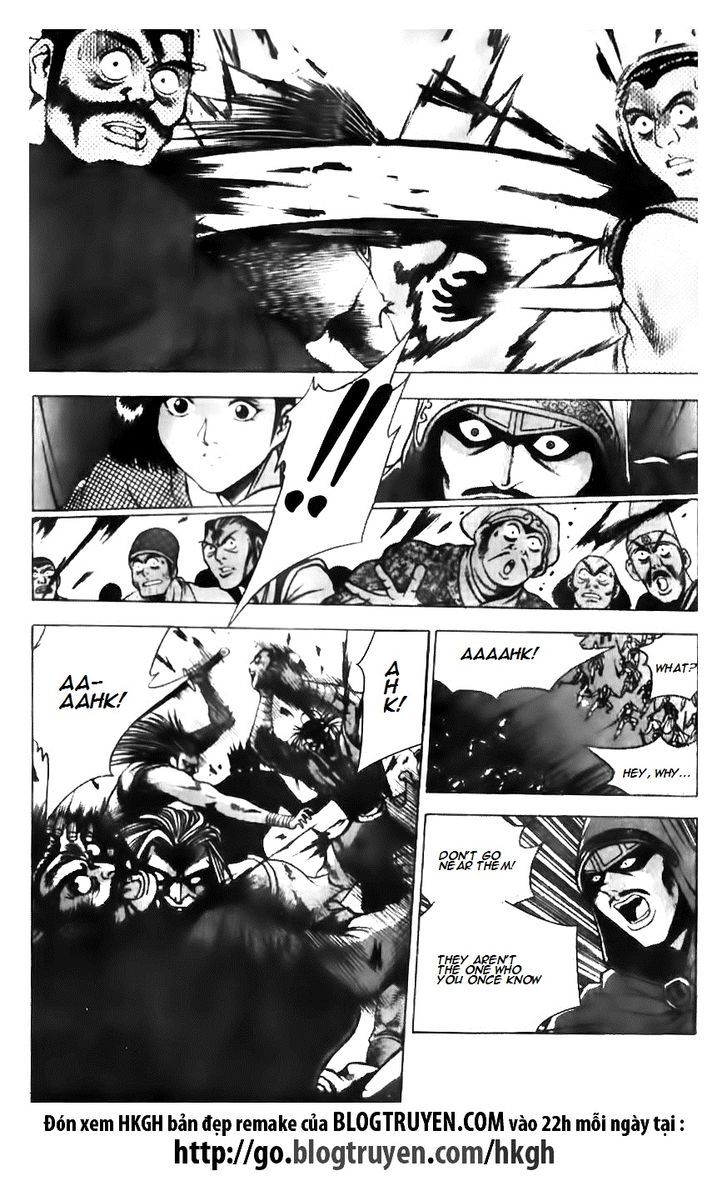 !!
AA-
AAHK!
A
H
K!
AAAAHK!
WHAT?
HEY, WHY...
DON'T GO
NEAR THEM!
THEY AREN'T
THE ONE WHO
YOU ONCE KNOW
Đón xem HKGH bản đẹp remake của BLOGTRUYEN.COM vào 22h mỗi ngày tại :
http://go.blogtruyen.com/hkgh